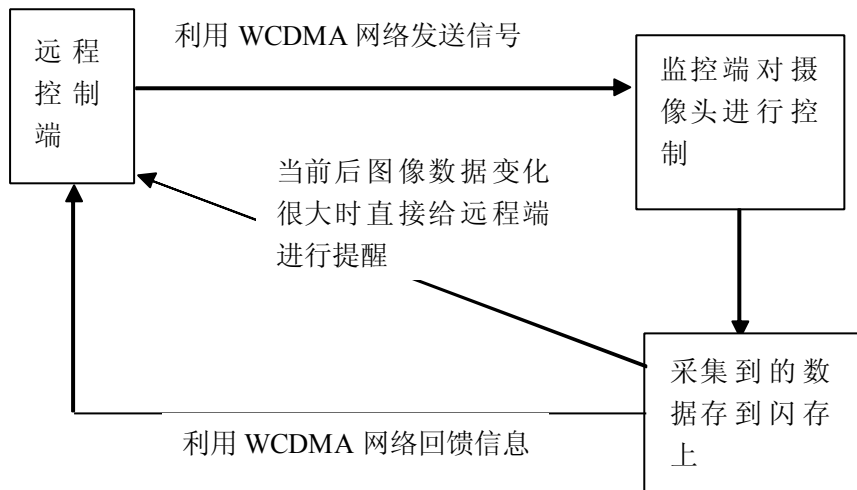 利用 WCDMA 网络发送信号
远程
控制
端
监控端对摄
像头进行控
制
当前后图像数据变化
很大时直接给远程端
进行提醒
采集到的数
据存到闪存
上
利用 WCDMA 网络回馈信息